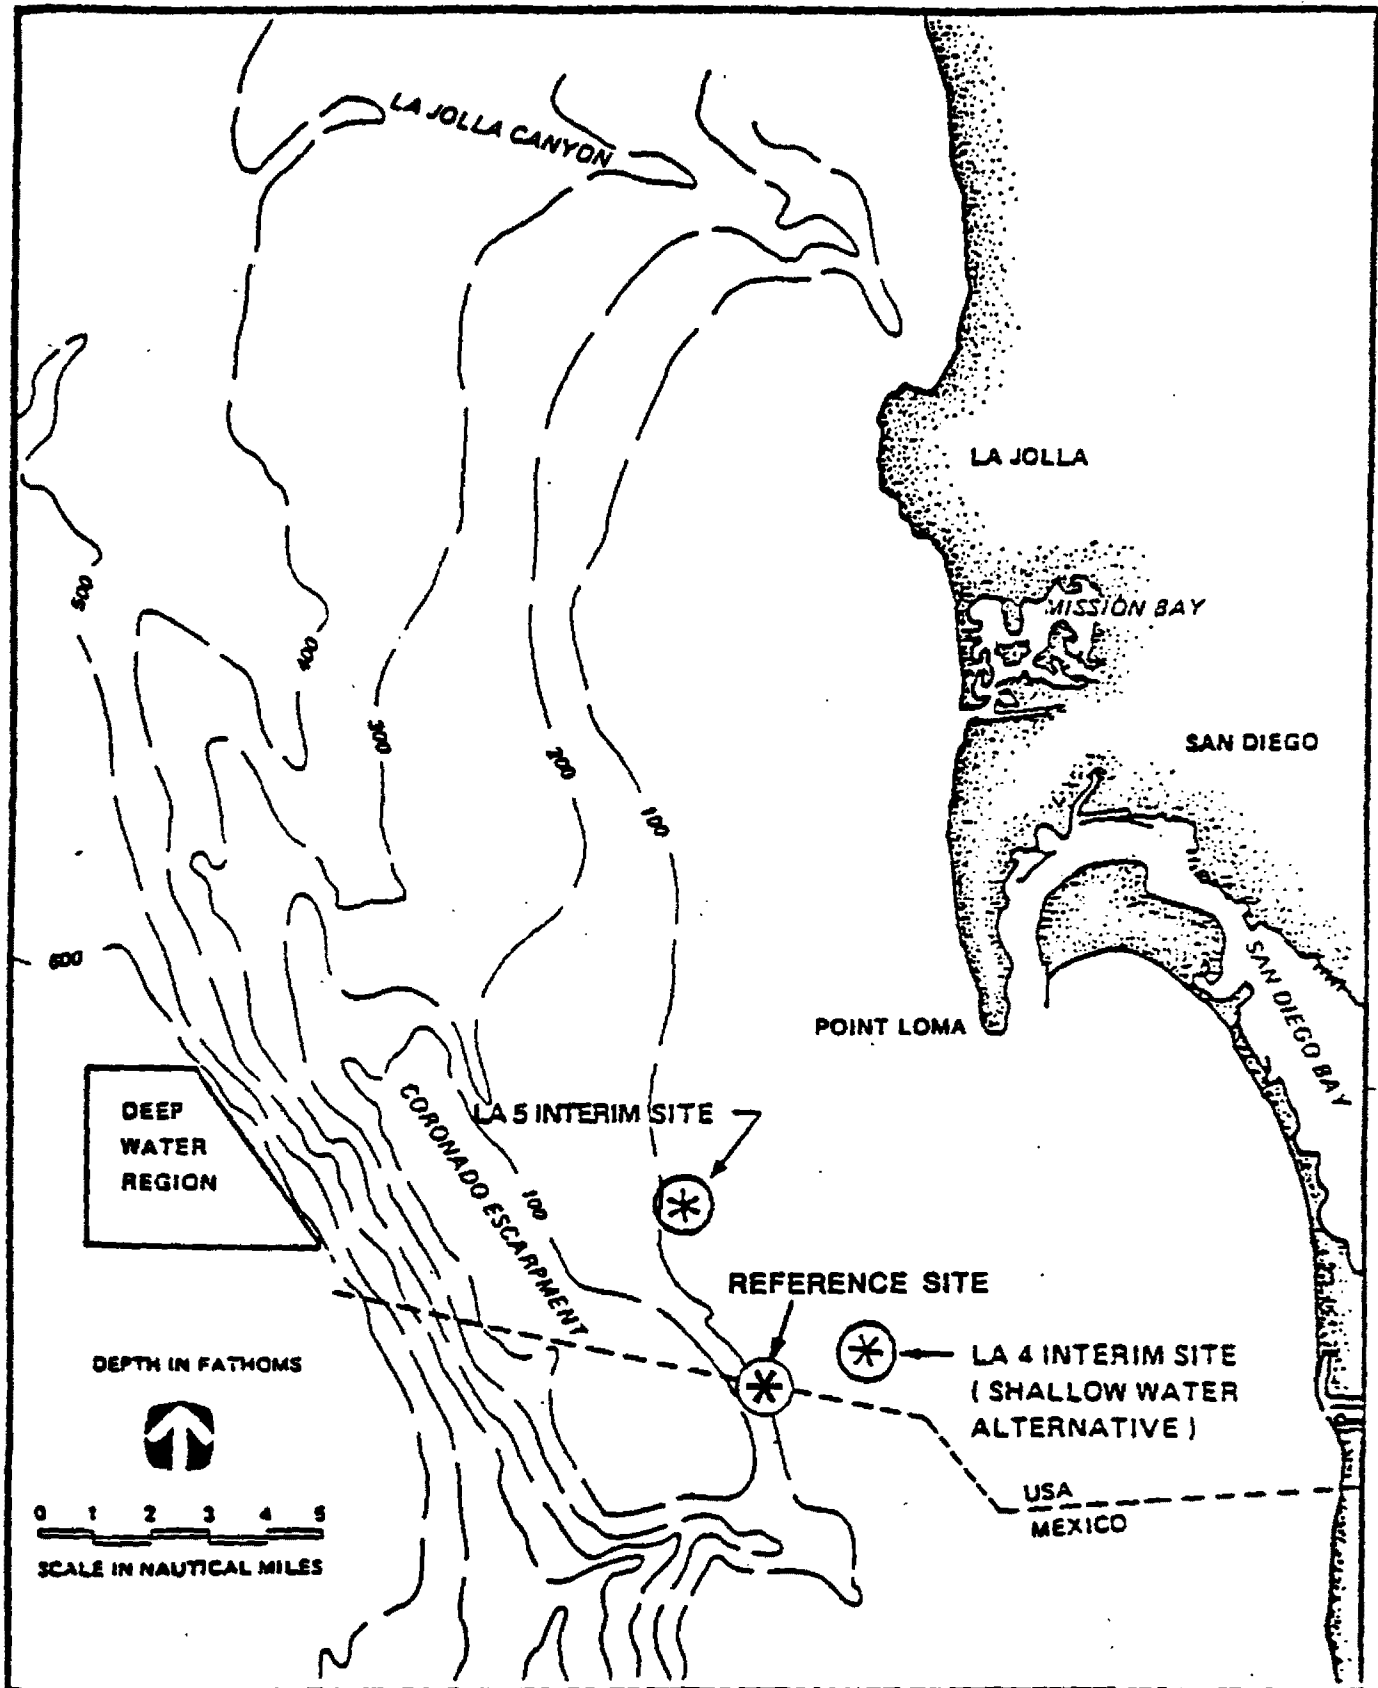 LA JOLLA CANYON
LA JOLLA
MISSION BAY
500
400
300
200
100
SAN DIEGO
600
SAN DIEGO BAY
POINT LOMA
DEEP
WATER
REGION
CORONADO ESCARPMENT
LA 5 INTERIM SITE
100
REFERENCE SITE
LA 4 INTERIM SITE
( SHALLOW WATER
ALTERNATIVE )
DEPTH IN FATHOMS
USA
MEXICO
0 1 2 3 4 5
SCALE IN NAUTICAL MILES